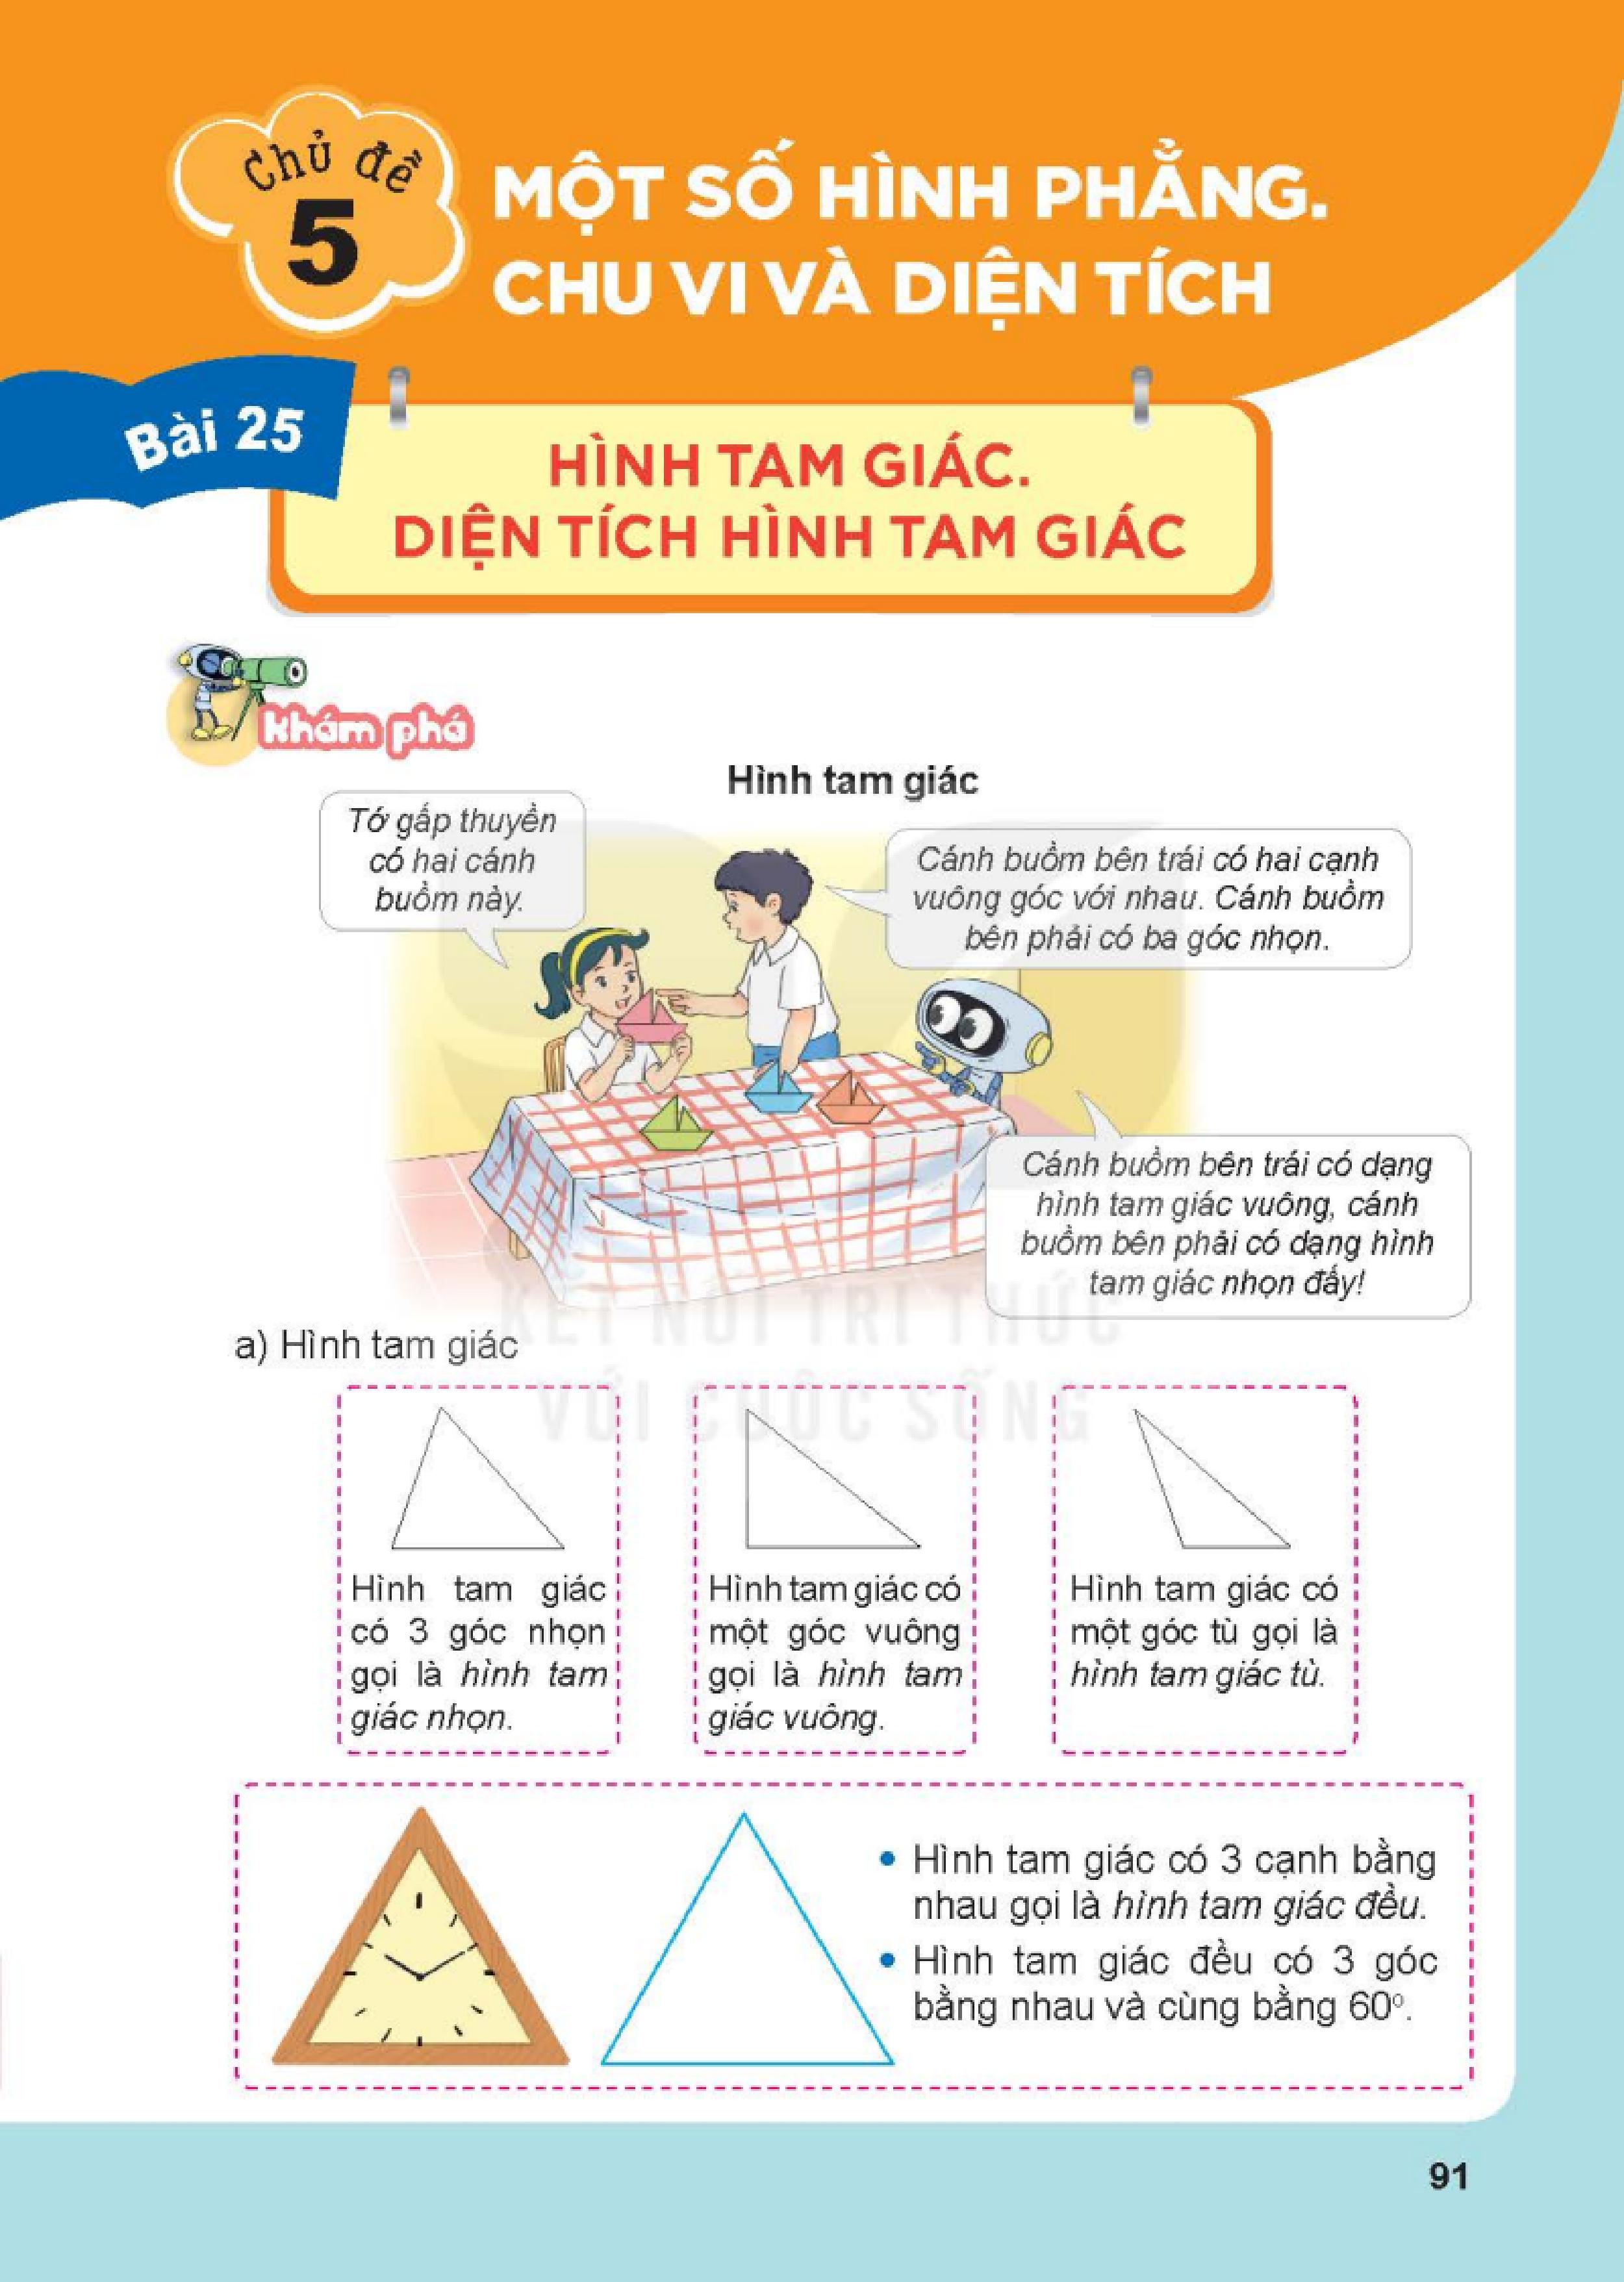 Chủ đề
5
MỘT SỐ HÌNH PHẲNG.
CHU VI VÀ DIỆN TÍCH
Bài 25
HÌNH TAM GIÁC.
DIỆN TÍCH HÌNH TAM GIÁC
Khám phá
Hình tam giác
Tớ gấp thuyền
có hai cánh
buồm này.
Cánh buồm bên trái có hai cạnh
vuông góc với nhau. Cánh buồm
bên phải có ba góc nhọn.
Cánh buồm bên trái có dạng
hình tam giác vuông, cánh
buồm bên phải có dạng hình
tam giác nhọn đấy!
KẾT NỐI TRI THỨC
VỚI CUỘC SỐNG
a) Hình tam giác
Hình tam giác
có 3 góc nhọn
gọi là hình tam
giác nhọn.
Hình tam giác có
một góc vuông
gọi là hình tam
giác vuông.
Hình tam giác có
một góc tù gọi là
hình tam giác tù.
• Hình tam giác có 3 cạnh bằng
nhau gọi là hình tam giác đều.
• Hình tam giác đều có 3 góc
bằng nhau và cùng bằng 60º.
91